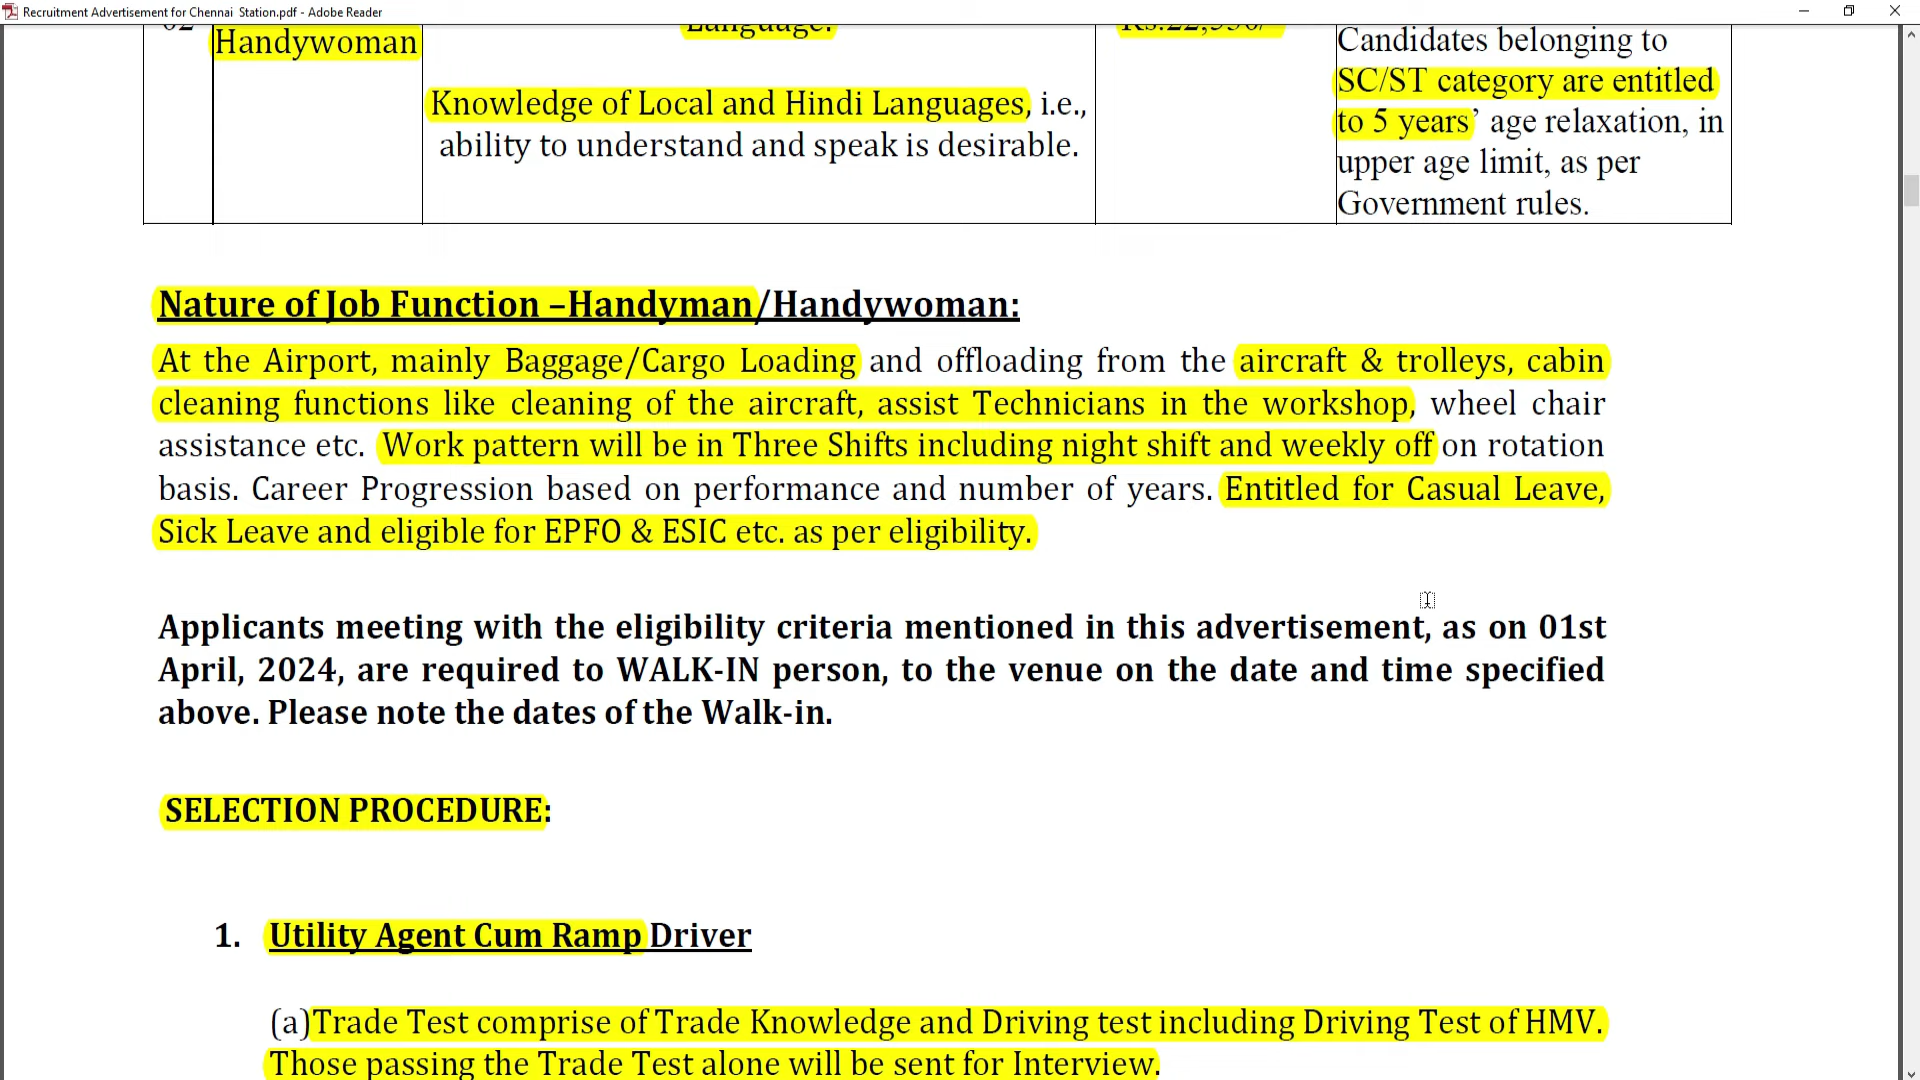 Recruitment Advertisement for Chennai Station.pdf - Adobe Reader
02
Handywoman
Language.
Knowledge of Local and Hindi Languages, i.e.,
ability to understand and speak is desirable.
Candidates belonging to
SC/ST category are entitled
to 5 years’ age relaxation, in
upper age limit, as per
Government rules.
Nature of Job Function –Handyman/Handywoman:
At the Airport, mainly Baggage/Cargo Loading and offloading from the aircraft & trolleys, cabin
cleaning functions like cleaning of the aircraft, assist Technicians in the workshop, wheel chair
assistance etc. Work pattern will be in Three Shifts including night shift and weekly off on rotation
basis. Career Progression based on performance and number of years. Entitled for Casual Leave,
Sick Leave and eligible for EPFO & ESIC etc. as per eligibility.
Applicants meeting with the eligibility criteria mentioned in this advertisement, as on 01st
April, 2024, are required to WALK-IN person, to the venue on the date and time specified
above. Please note the dates of the Walk-in.
SELECTION PROCEDURE:
1. Utility Agent Cum Ramp Driver
(a)Trade Test comprise of Trade Knowledge and Driving test including Driving Test of HMV.
Those passing the Trade Test alone will be sent for Interview.